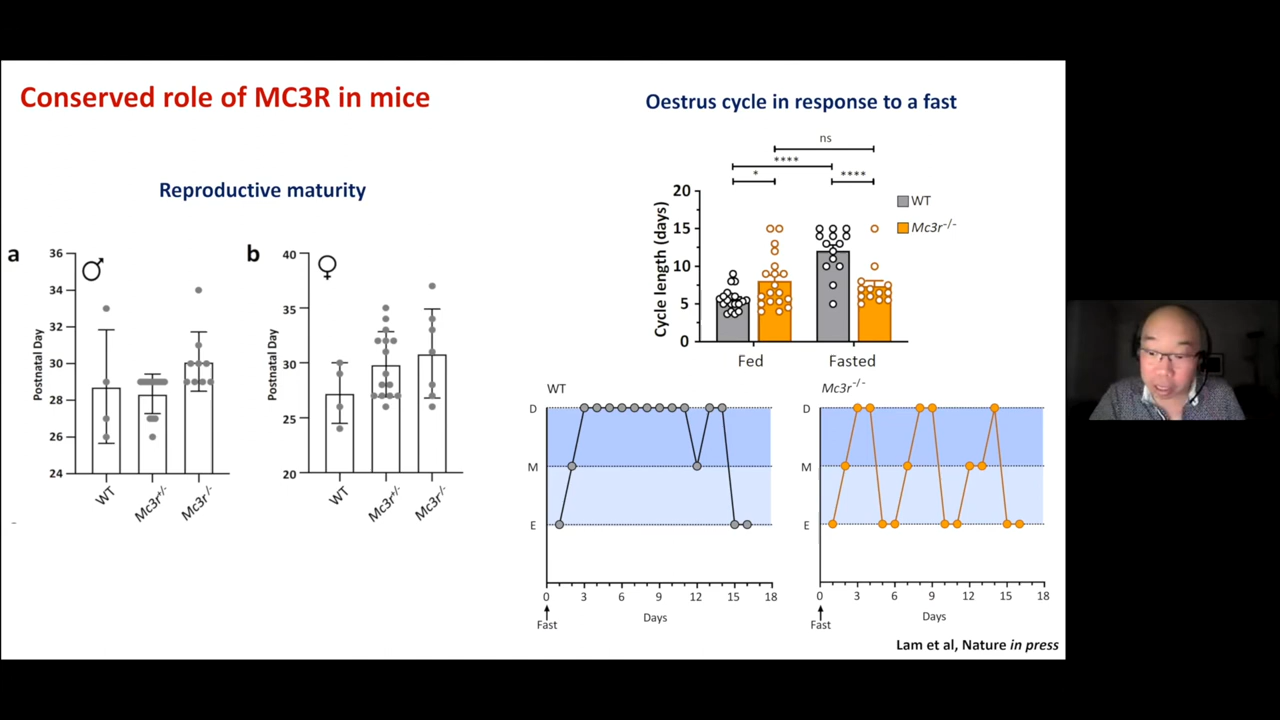 Conserved role of MC3R in mice
Reproductive maturity
a
♂
Postnatal Day
36
34
32
30
28
26
24
WT
Mc3r+/-
Mc3r-/-
b
♀
Postnatal Day
40
35
30
25
20
WT
Mc3r+/-
Mc3r-/-
Oestrus cycle in response to a fast
ns
****
*
****
Cycle length (days)
20
15
10
5
0
Fed
Fasted
WT
Mc3r-/-
WT
D
M
E
0 3 6 9 12 15 18
Days
Fast
Mc3r-/-
D
M
E
0 3 6 9 12 15 18
Days
Fast
Lam et al, Nature in press